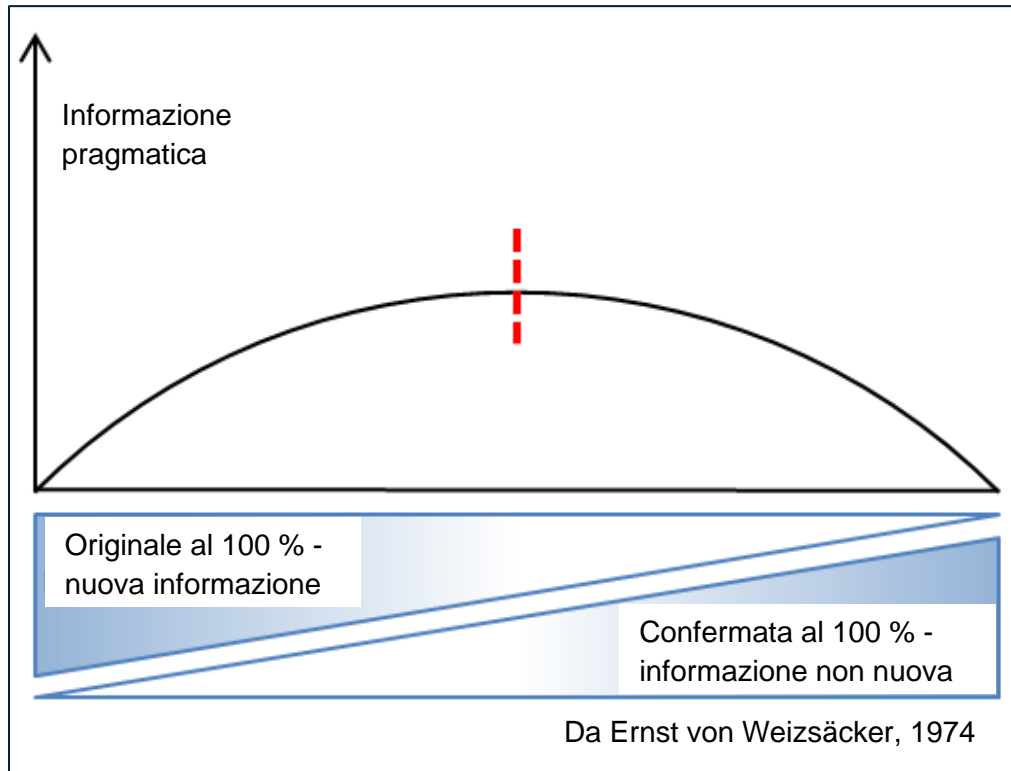 Informazione
pragmatica
Originale al 100 % -
nuova informazione
Confermata al 100 % -
informazione non nuova
Da Ernst von Weizsäcker, 1974